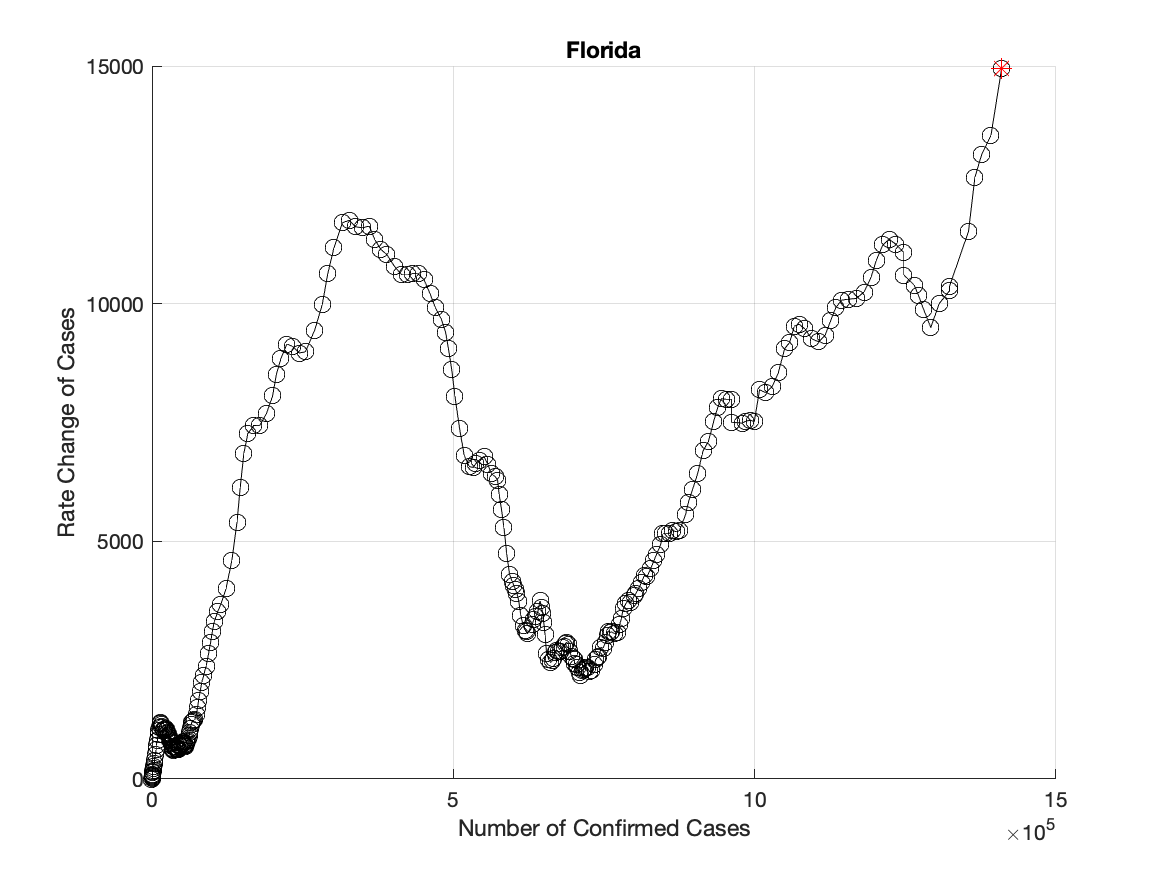 Florida
15000
10000
5000
0
Rate Change of Cases
0 5 10 15
Number of Confirmed Cases
×10^5